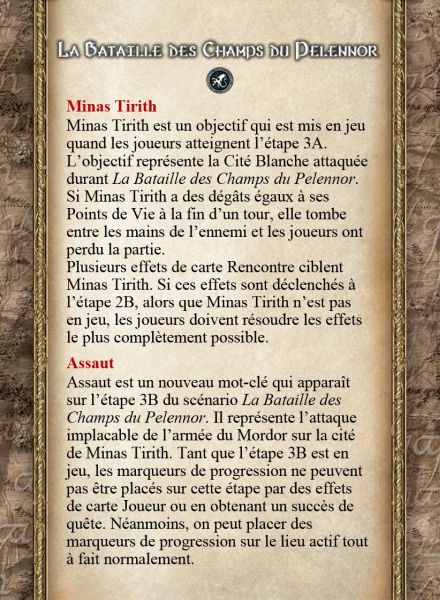 La Bataille des Champs du Pelennor
Minas Tirith
Minas Tirith est un objectif qui est mis en jeu
quand les joueurs atteignent l'étape 3A.
L'objectif représente la Cité Blanche attaquée
durant La Bataille des Champs du Pelennor.
Si Minas Tirith a des dégâts égaux à ses
Points de Vie à la fin d'un tour, elle tombe
entre les mains de l'ennemi et les joueurs ont
perdu la partie.
Plusieurs effets de carte Rencontre ciblent
Minas Tirith. Si ces effets sont déclenchés à
l'étape 2B, alors que Minas Tirith n'est pas
en jeu, les joueurs doivent résoudre les effets
le plus complètement possible.
Assaut
Assaut est un nouveau mot-clé qui apparaît
sur l'étape 3B du scénario La Bataille des
Champs du Pelennor. Il représente l'attaque
implacable de l'armée du Mordor sur la cité
de Minas Tirith. Tant que l'étape 3B est en
jeu, les marqueurs de progression ne peuvent
pas être placés sur cette étape par des effets
de carte Joueur ou en obtenant un succès de
quête. Néanmoins, on peut placer des
marqueurs de progression sur le lieu actif tout
à fait normalement.